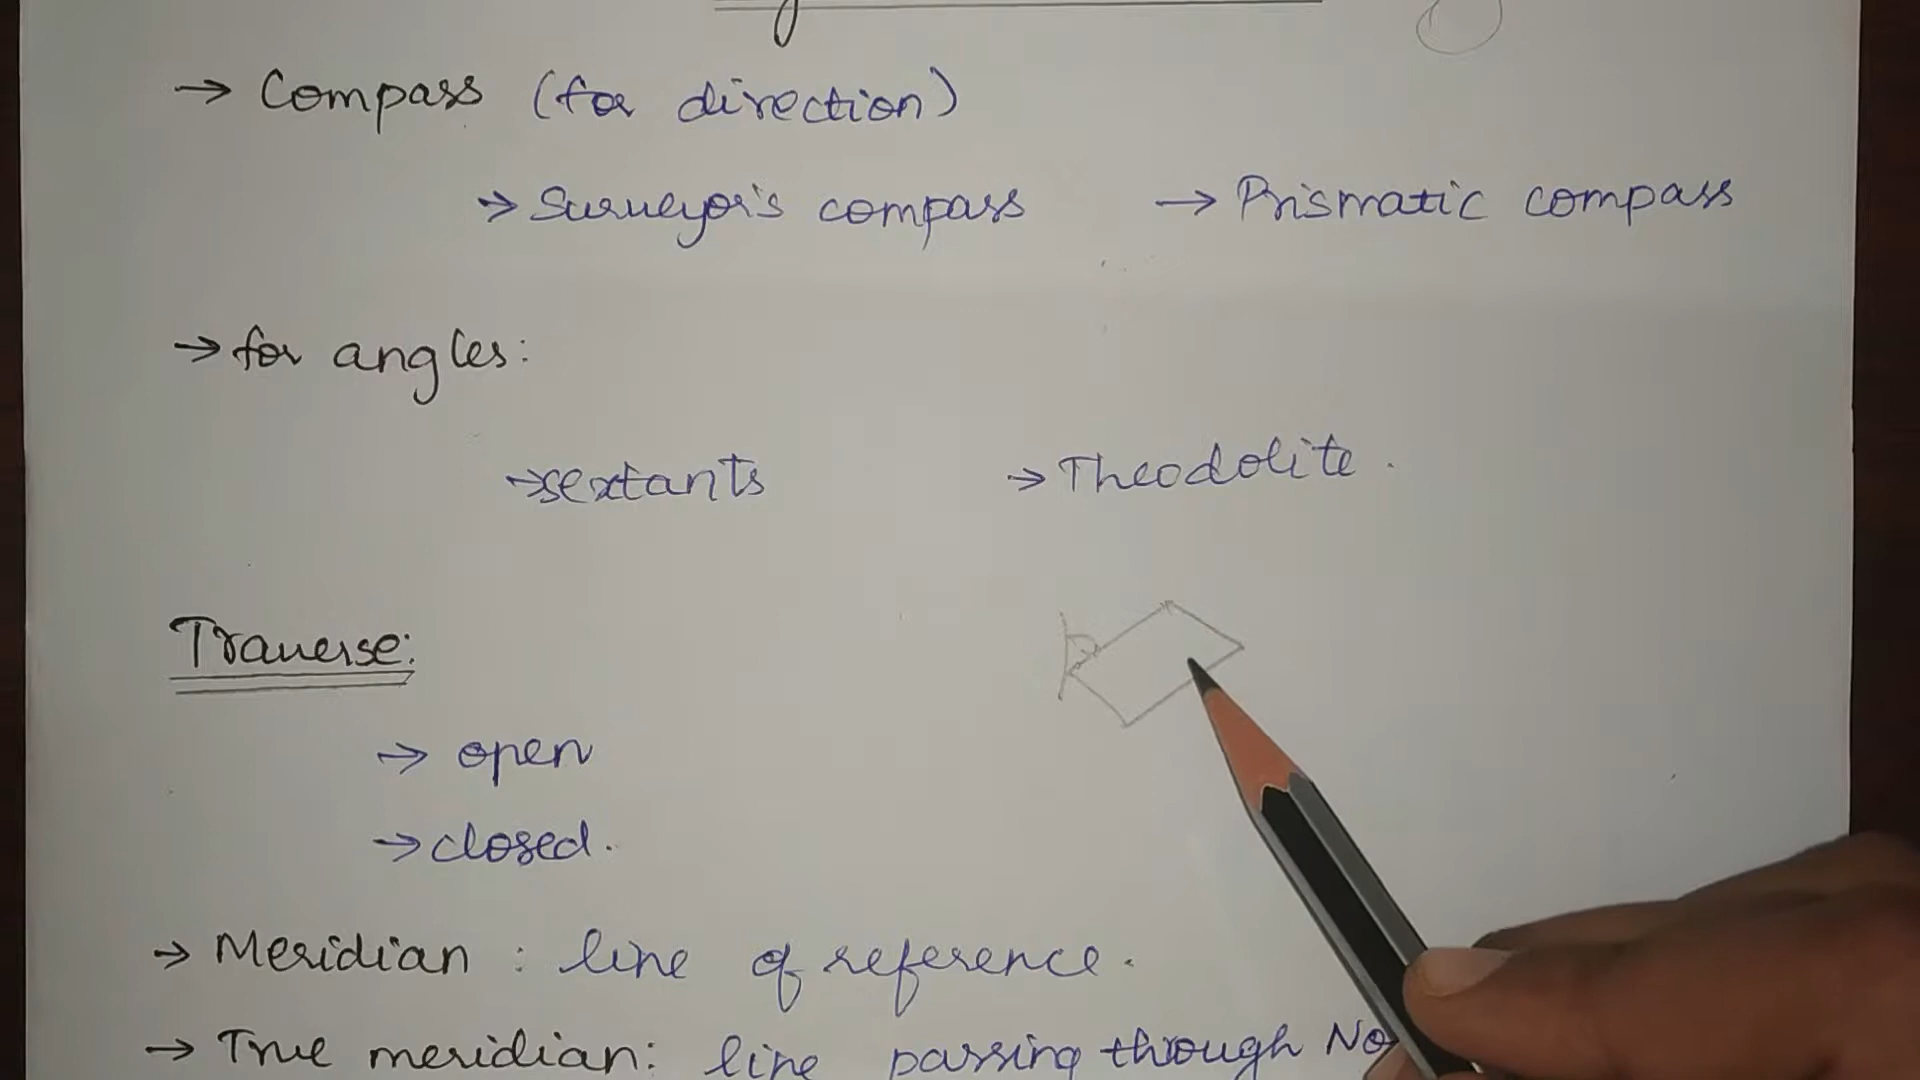 → Compass (for direction)
→ Surveyor's compass → Prismatic compass
→ for angles:
→ sextants → Theodolite.
Traverse:
→ open
→ closed.
→ Meridian : line of reference.
→ True meridian: line passing through No